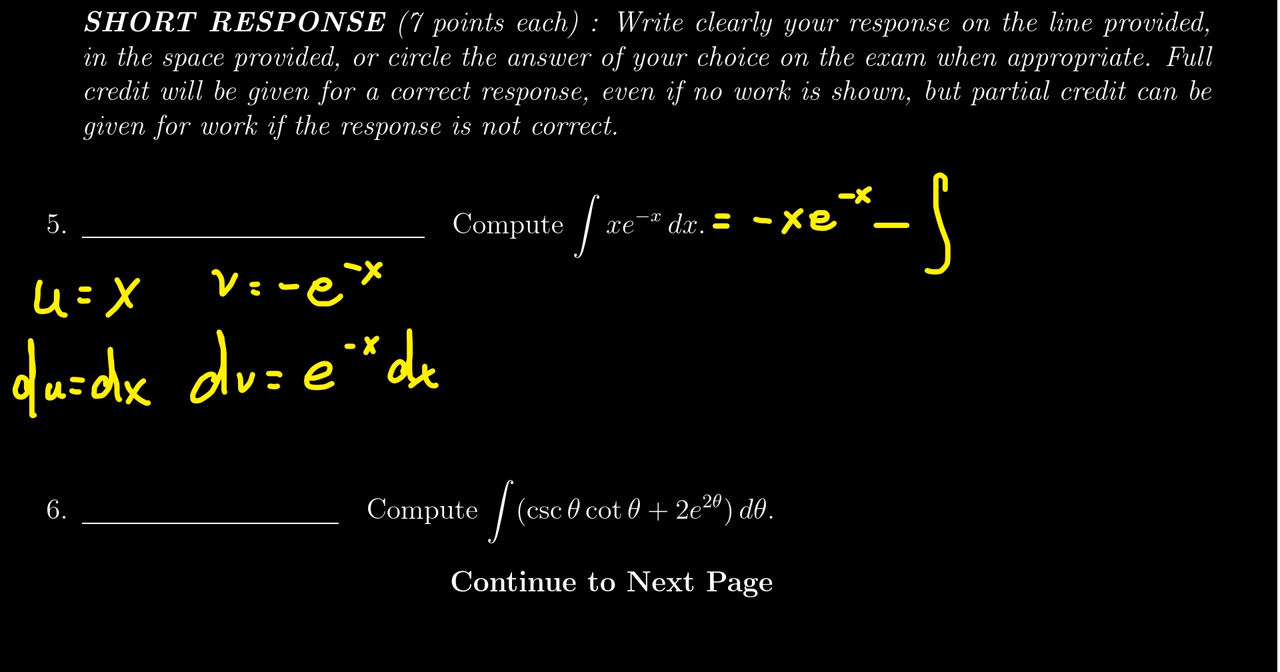 SHORT RESPONSE (7 points each) : Write clearly your response on the line provided,
in the space provided, or circle the answer of your choice on the exam when appropriate. Full
credit will be given for a correct response, even if no work is shown, but partial credit can be
given for work if the response is not correct.
5. ____________ Compute ∫ xe^{-x} dx. = -xe^{-x} - ∫
u = x v = -e^{-x}
du = dx dv = e^{-x} dx
6. ____________ Compute ∫ (csc θ cot θ + 2e^{2θ}) dθ.
Continue to Next Page